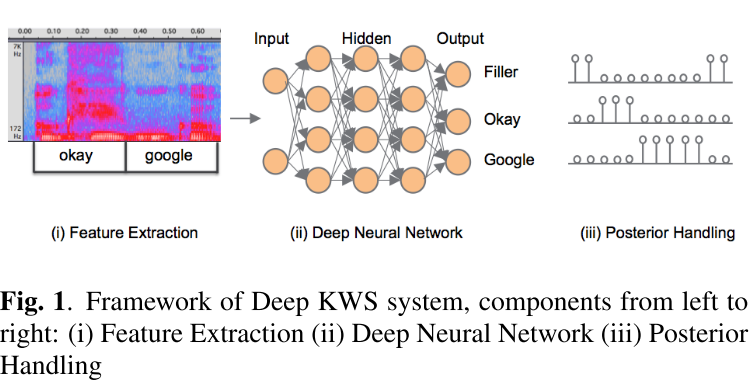 0.00 0.10 0.20 0.30 0.40 0.50 0.60
7K
Hz
172
Hz
okay google
Input Hidden Output
Filler
Okay
Google
(i) Feature Extraction (ii) Deep Neural Network (iii) Posterior Handling
Fig. 1. Framework of Deep KWS system, components from left to
right: (i) Feature Extraction (ii) Deep Neural Network (iii) Posterior
Handling